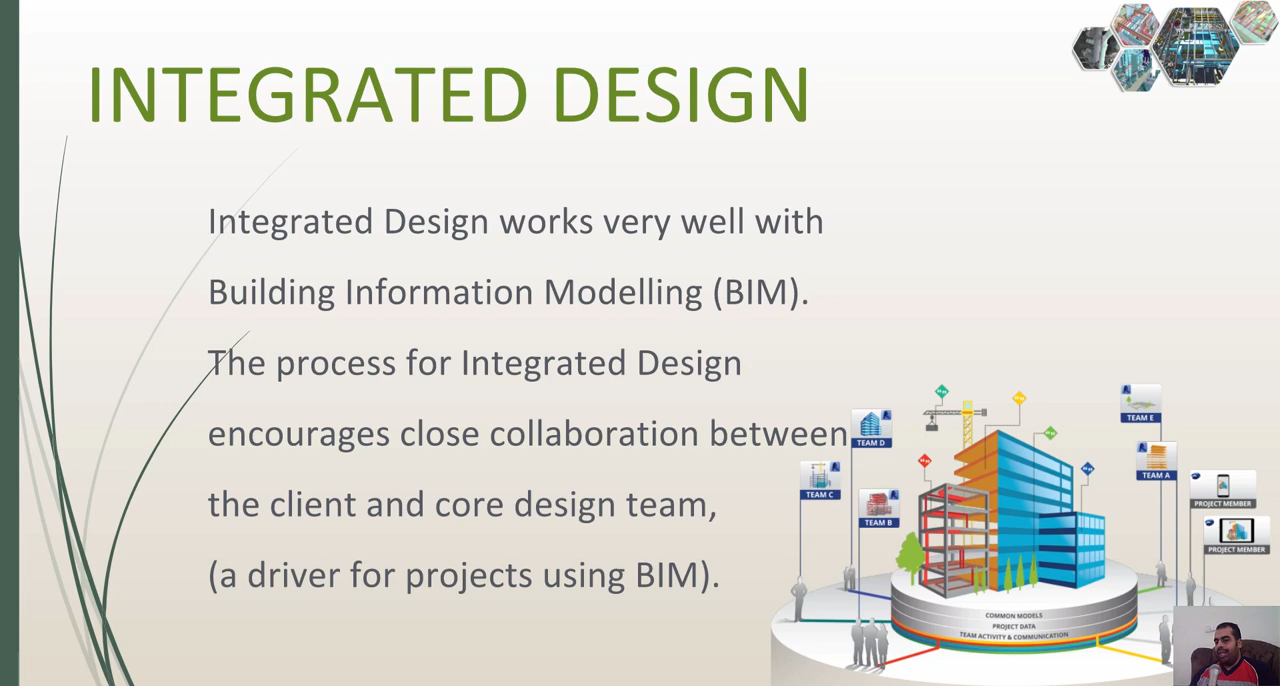 INTEGRATED DESIGN
Integrated Design works very well with
Building Information Modelling (BIM).
The process for Integrated Design
encourages close collaboration between
the client and core design team,
(a driver for projects using BIM).
TEAM E
TEAM D
TEAM A
TEAM C
TEAM B
PROJECT MEMBER
PROJECT MEMBER
COMMON MODELS
PROJECT DATA
TEAM ACTIVITY & COMMUNICATION